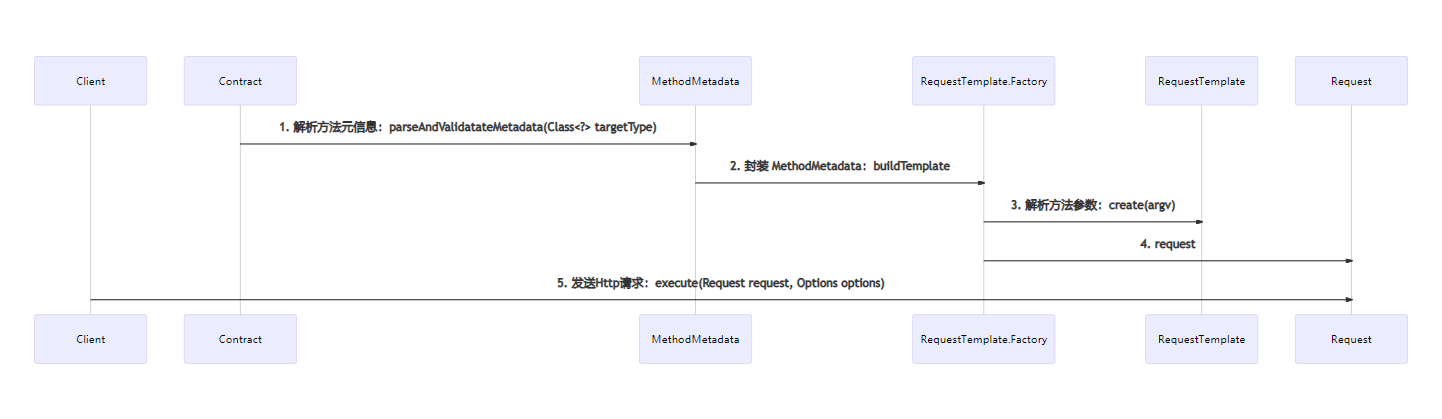 Client
Contract
MethodMetadata
RequestTemplate.Factory
RequestTemplate
Request
1. 解析方法元信息：parseAndValidatateMetadata(Class<?> targetType)
2. 封装 MethodMetadata：buildTemplate
3. 解析方法参数：create(argv)
4. request
5. 发送Http请求：execute(Request request, Options options)
Client
Contract
MethodMetadata
RequestTemplate.Factory
RequestTemplate
Request